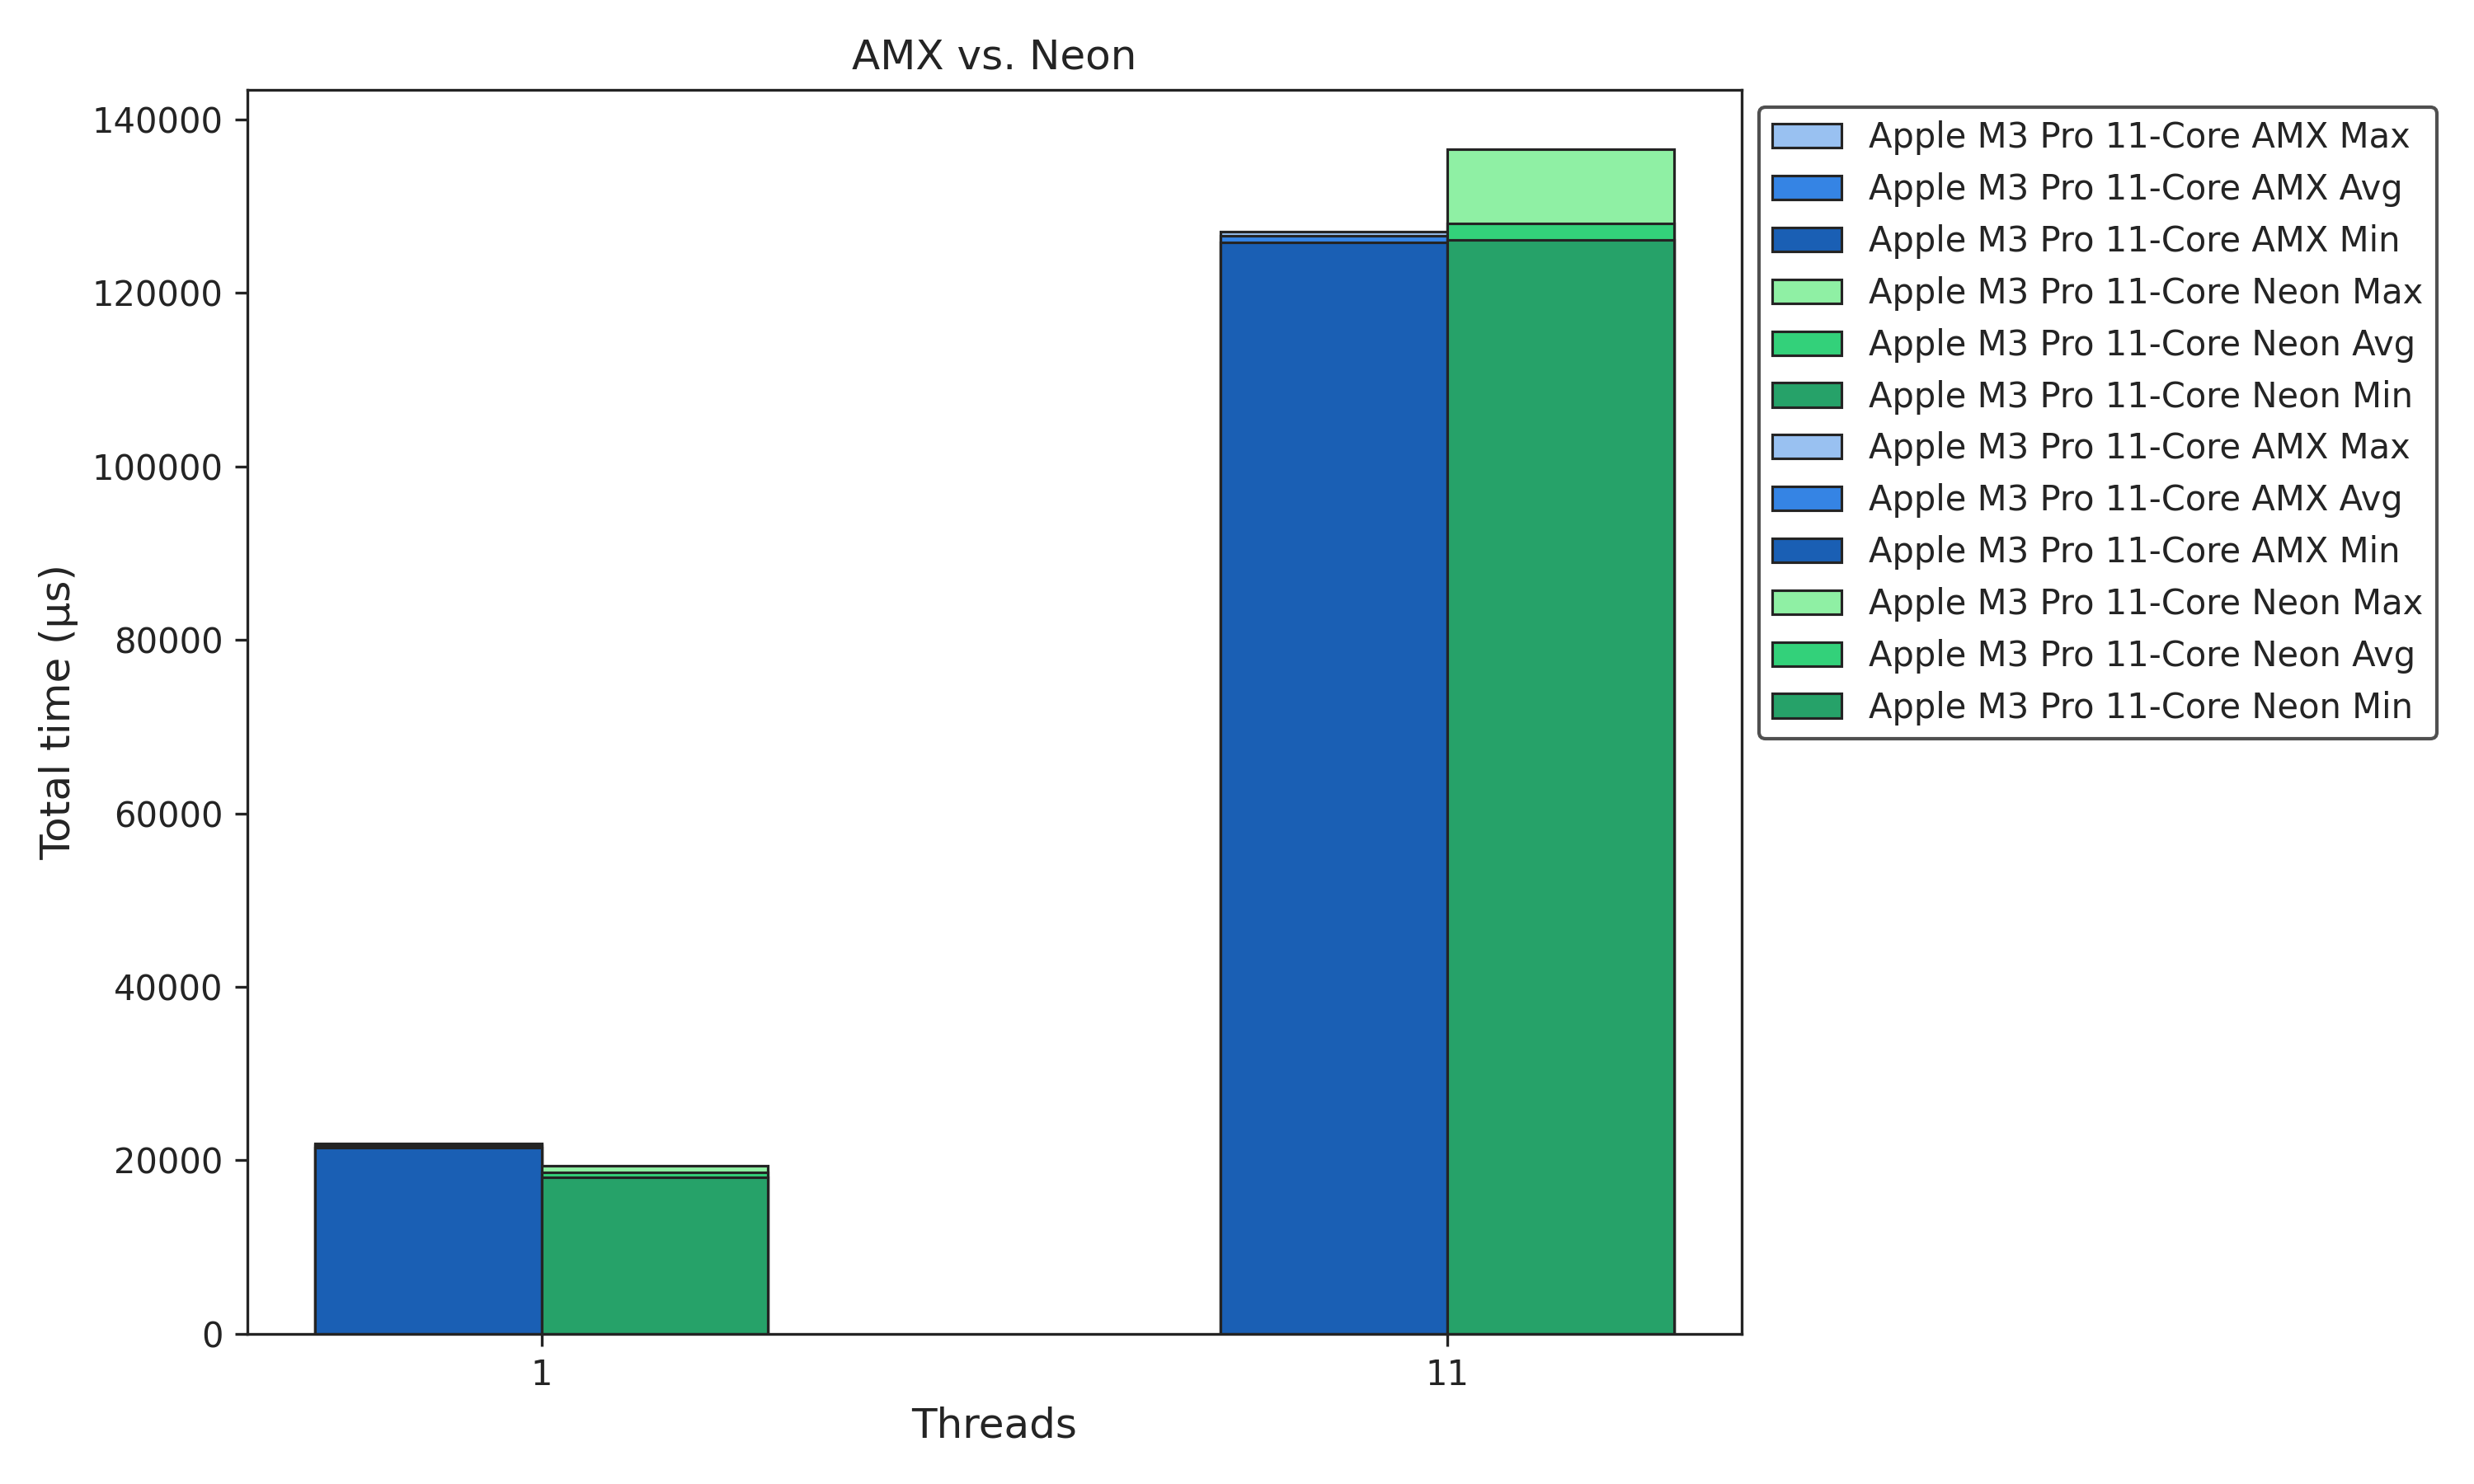 AMX vs. Neon
140000
120000
100000
80000
60000
40000
20000
0
Total time (µs)
1
11
Threads
Apple M3 Pro 11-Core AMX Max
Apple M3 Pro 11-Core AMX Avg
Apple M3 Pro 11-Core AMX Min
Apple M3 Pro 11-Core Neon Max
Apple M3 Pro 11-Core Neon Avg
Apple M3 Pro 11-Core Neon Min
Apple M3 Pro 11-Core AMX Max
Apple M3 Pro 11-Core AMX Avg
Apple M3 Pro 11-Core AMX Min
Apple M3 Pro 11-Core Neon Max
Apple M3 Pro 11-Core Neon Avg
Apple M3 Pro 11-Core Neon Min